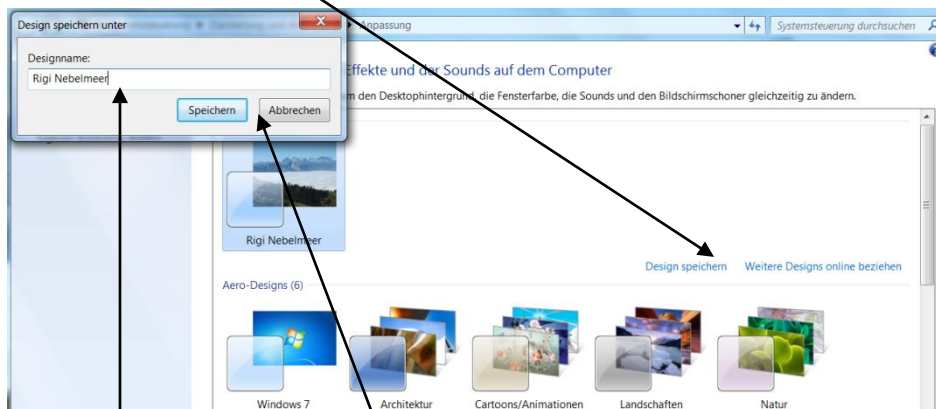 Design speichern unter
Anpassung
Systemsteuerung durchsuchen
Designname:
Rigi Nebelmeer
Speichern
Abbrechen
Effekte und der Sounds auf dem Computer
m den Desktophintergrund, die Fensterfarbe, die Sounds und den Bildschirmschoner gleichzeitig zu ändern.
Rigi Nebelmeer
Design speichern
Weitere Designs online beziehen
Aero-Designs (6)
Windows 7
Architektur
Cartoons/Animationen
Landschaften
Natur